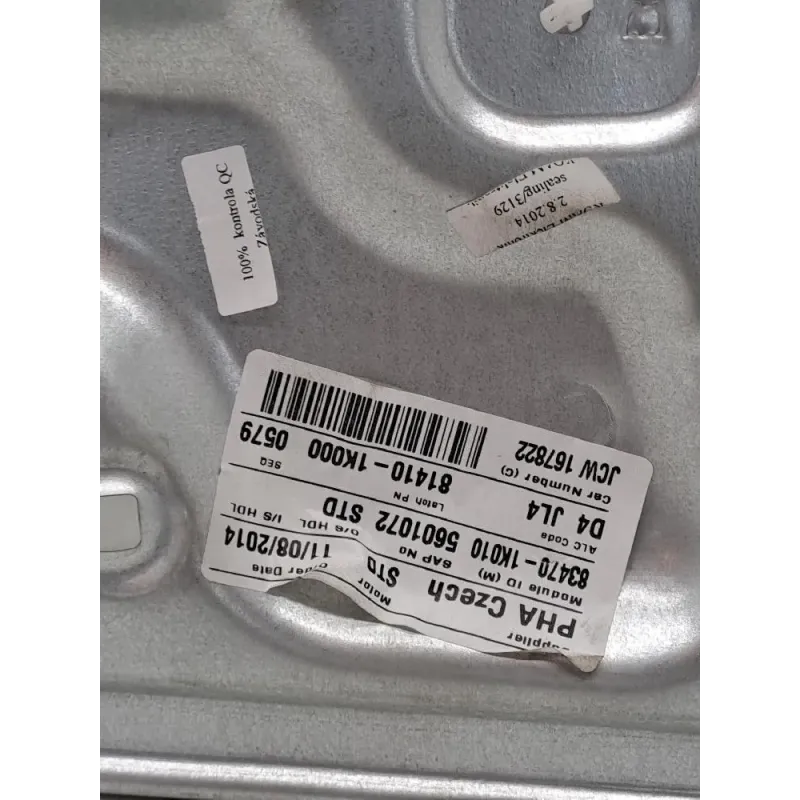 100% kontrola QC
Závodská
sealing/3129
2.8.2014
Supplier Motor Order Date
PHA Czech STD 11/08/2014
Module ID (M) SAP No O/S HDL I/S HDL
83470-1K010 5601072 STD
ALC Code Latch PN SEQ
D4 JL4 81410-1K000 0579
Car Number (C)
JCW 167822